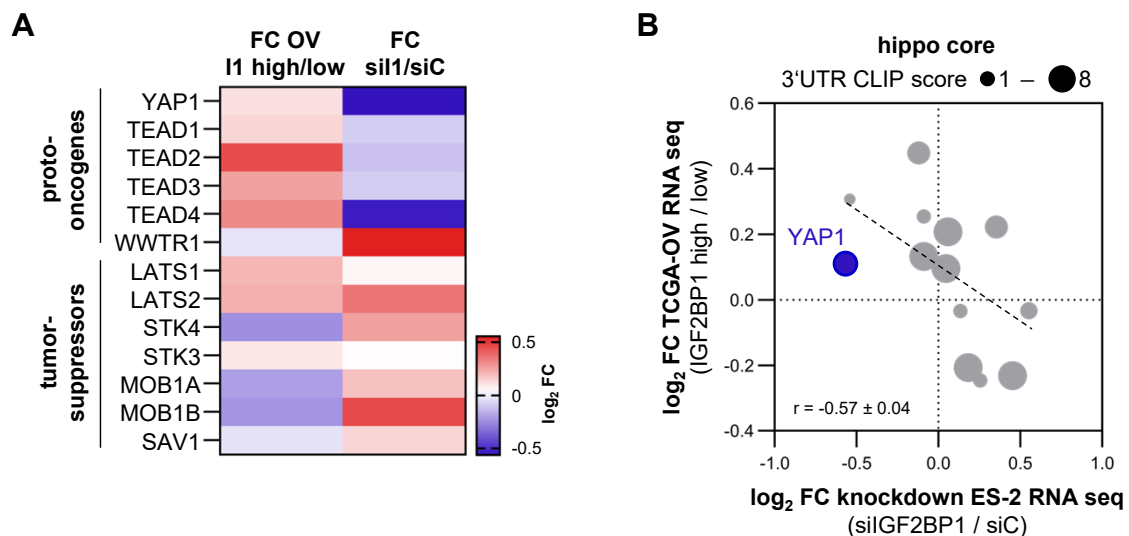 A
FC OV
I1 high/low
FC
siI1/siC
proto-
oncogenes
YAP1
TEAD1
TEAD2
TEAD3
TEAD4
WWTR1
tumor-
suppressors
LATS1
LATS2
STK4
STK3
MOB1A
MOB1B
SAV1
0.5
0
-0.5
log2 FC
B
hippo core
3‘UTR CLIP score 1 – 8
log2 FC TCGA-OV RNA seq
(IGF2BP1 high / low)
0.6
0.4
0.2
0.0
-0.2
-0.4
YAP1
r = -0.57 ± 0.04
-1.0 -0.5 0.0 0.5 1.0
log2 FC knockdown ES-2 RNA seq
(siIGF2BP1 / siC)